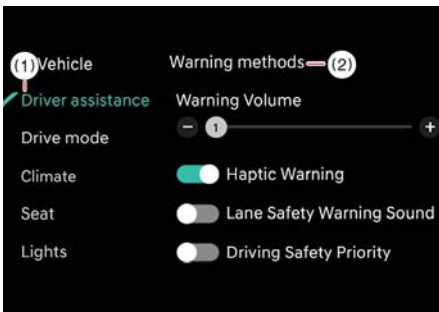 (1) Vehicle
Warning methods (2)
Driver assistance
Warning Volume
Drive mode
− 1 +
Climate
Haptic Warning
Seat
Lane Safety Warning Sound
Lights
Driving Safety Priority